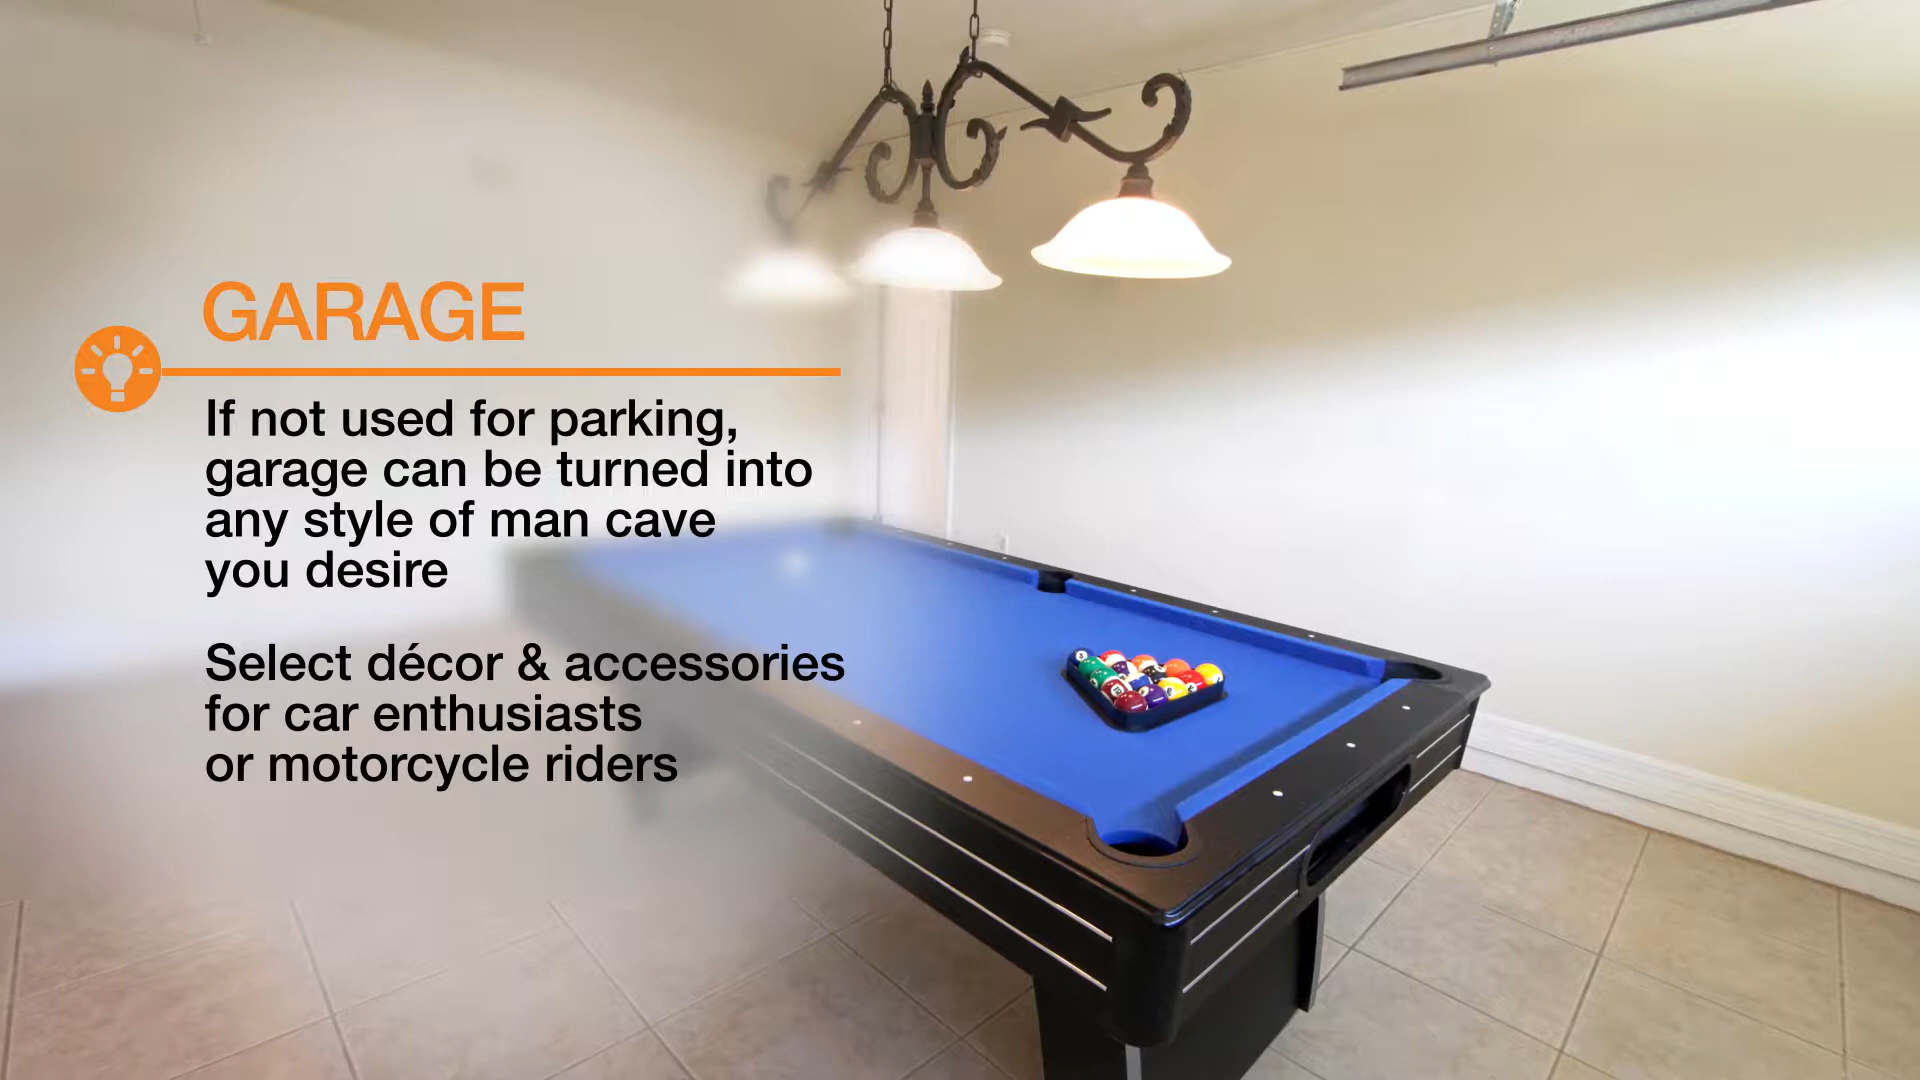 GARAGE
If not used for parking,
garage can be turned into
any style of man cave
you desire
Select décor & accessories
for car enthusiasts
or motorcycle riders